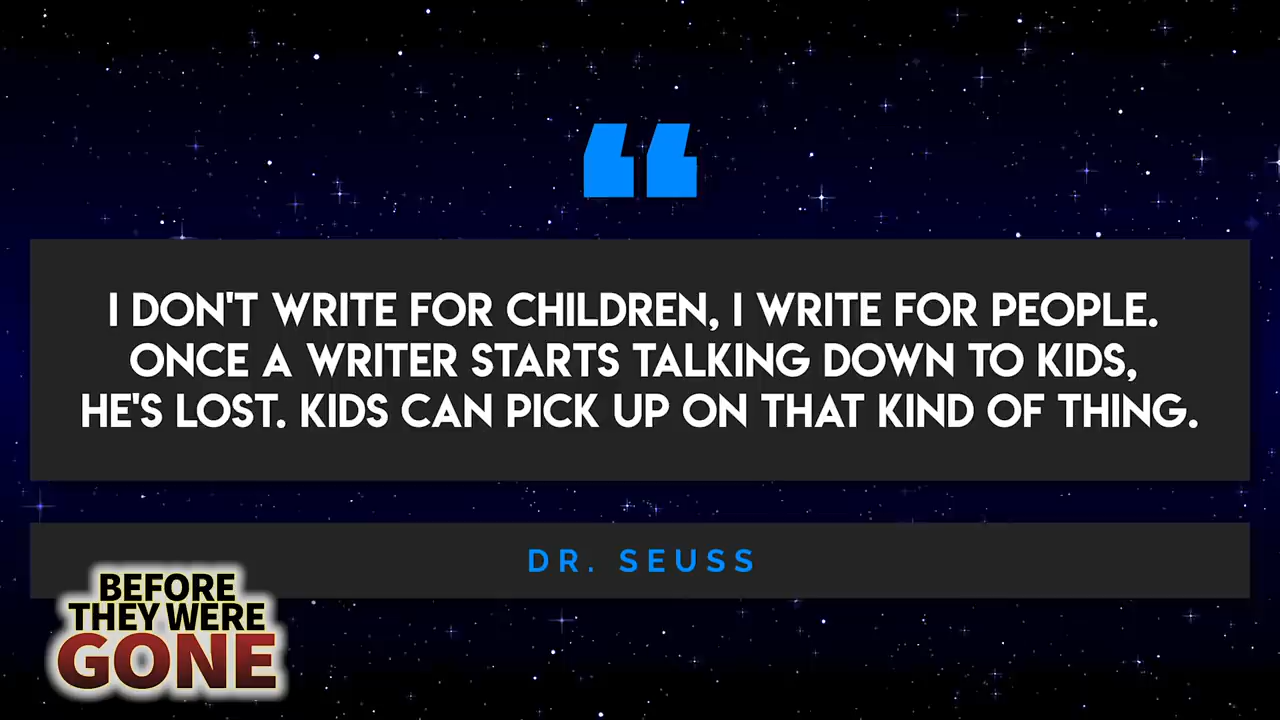 “
I DON'T WRITE FOR CHILDREN, I WRITE FOR PEOPLE.
ONCE A WRITER STARTS TALKING DOWN TO KIDS,
HE'S LOST. KIDS CAN PICK UP ON THAT KIND OF THING.
DR. SEUSS
BEFORE
THEY WERE
GONE